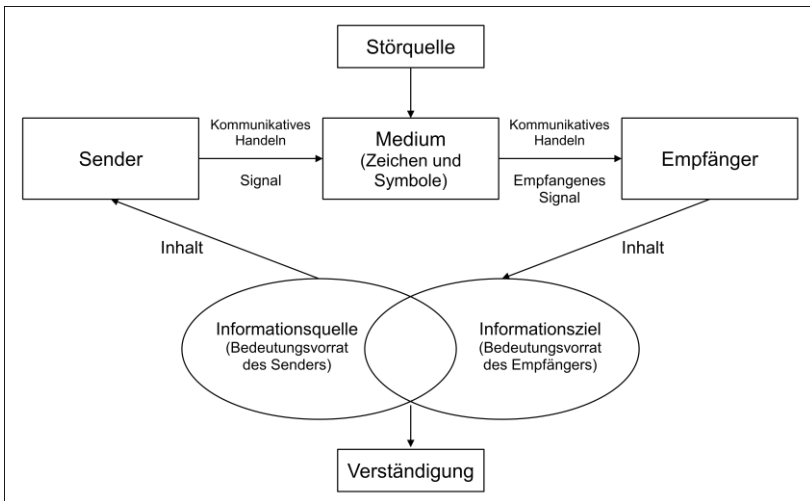 Störquelle
Kommunikatives
Handeln
Kommunikatives
Handeln
Sender
Medium
(Zeichen und
Symbole)
Empfänger
Signal
Empfangenes
Signal
Inhalt
Inhalt
Informationsquelle
(Bedeutungsvorrat
des Senders)
Informationsziel
(Bedeutungsvorrat
des Empfängers)
Verständigung